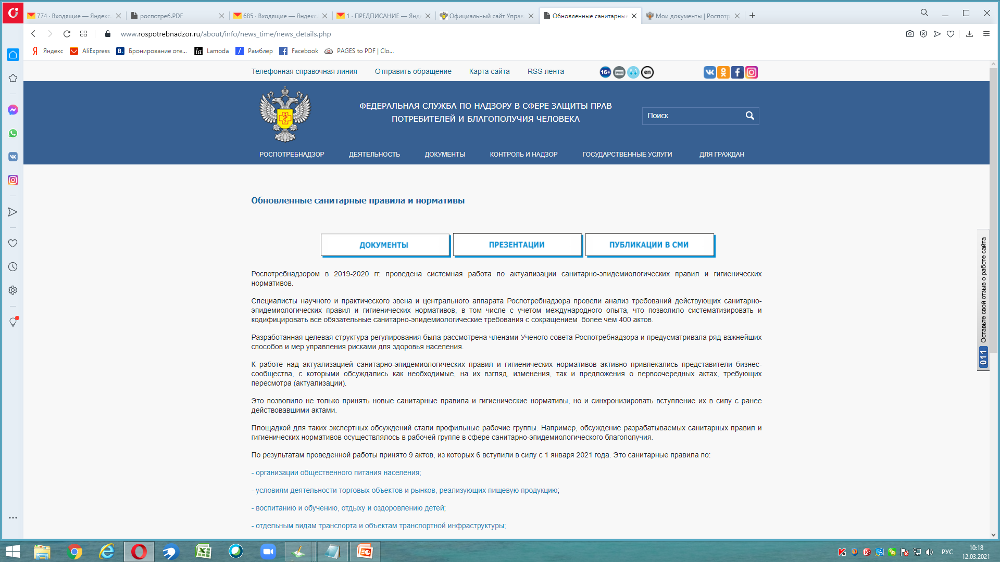 774 · Входящие — Яндекс
роспотреб.PDF
685 · Входящие — Яндекс
1 · ПРЕДПИСАНИЕ — Янд
Официальный сайт Управ
Обновленные санитарные
Мои документы | Роспотр
www.rospotrebnadzor.ru/about/info/news_time/news_details.php
Яндекс
AliExpress
B. Бронирование оте...
la Lamoda
Рамблер
Facebook
PAGES to PDF | Clo...
Телефонная справочная линия
Отправить обращение
Карта сайта
RSS лента
16+
en
ФЕДЕРАЛЬНАЯ СЛУЖБА ПО НАДЗОРУ В СФЕРЕ ЗАЩИТЫ ПРАВ
ПОТРЕБИТЕЛЕЙ И БЛАГОПОЛУЧИЯ ЧЕЛОВЕКА
Поиск
РОСПОТРЕБНАДЗОР
ДЕЯТЕЛЬНОСТЬ
ДОКУМЕНТЫ
КОНТРОЛЬ И НАДЗОР
ГОСУДАРСТВЕННЫЕ УСЛУГИ
ДЛЯ ГРАЖДАН
Обновленные санитарные правила и нормативы
ДОКУМЕНТЫ
ПРЕЗЕНТАЦИИ
ПУБЛИКАЦИИ В СМИ
Роспотребнадзором в 2019-2020 гг. проведена системная работа по актуализации санитарно-эпидемиологических правил и гигиенических
нормативов.
Специалисты научного и практического звена и центрального аппарата Роспотребнадзора провели анализ требований действующих санитарно-
эпидемиологических правил и гигиенических нормативов, в том числе с учетом международного опыта, что позволило систематизировать и
кодифицировать все обязательные санитарно-эпидемиологические требования с сокращением более чем 400 актов.
Разработанная целевая структура регулирования была рассмотрена членами Ученого совета Роспотребнадзора и предусматривала ряд важнейших
способов и мер управления рисками для здоровья населения.
К работе над актуализацией санитарно-эпидемиологических правил и гигиенических нормативов активно привлекались представители бизнес-
сообщества, с которыми обсуждались как необходимые, на их взгляд, изменения, так и предложения о первоочередных актах, требующих
пересмотра (актуализации).
Это позволило не только принять новые санитарные правила и гигиенические нормативы, но и синхронизировать вступление их в силу с ранее
действовавшими актами.
Площадкой для таких экспертных обсуждений стали профильные рабочие группы. Например, обсуждение разрабатываемых санитарных правил и
гигиенических нормативов осуществлялось в рабочей группе в сфере санитарно-эпидемиологического благополучия.
По результатам проведенной работы принято 9 актов, из которых 6 вступили в силу с 1 января 2021 года. Это санитарные правила по:
- организации общественного питания населения;
- условиям деятельности торговых объектов и рынков, реализующих пищевую продукцию;
- воспитанию и обучению, отдыху и оздоровлению детей;
- отдельным видам транспорта и объектам транспортной инфраструктуры;
Оставьте свой отзыв о работе сайта
011
РУС
10:18
12.03.2021